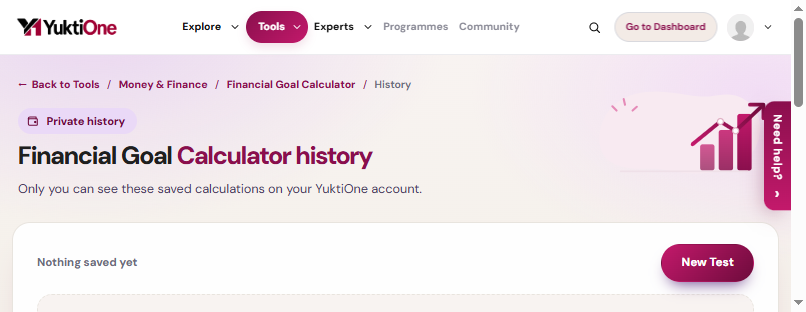 YuktiOne
Explore Tools Experts Programmes Community Go to Dashboard
← Back to Tools / Money & Finance / Financial Goal Calculator / History
Private history
Financial Goal Calculator history
Only you can see these saved calculations on your YuktiOne account.
Need help? ›
Nothing saved yet
New Test